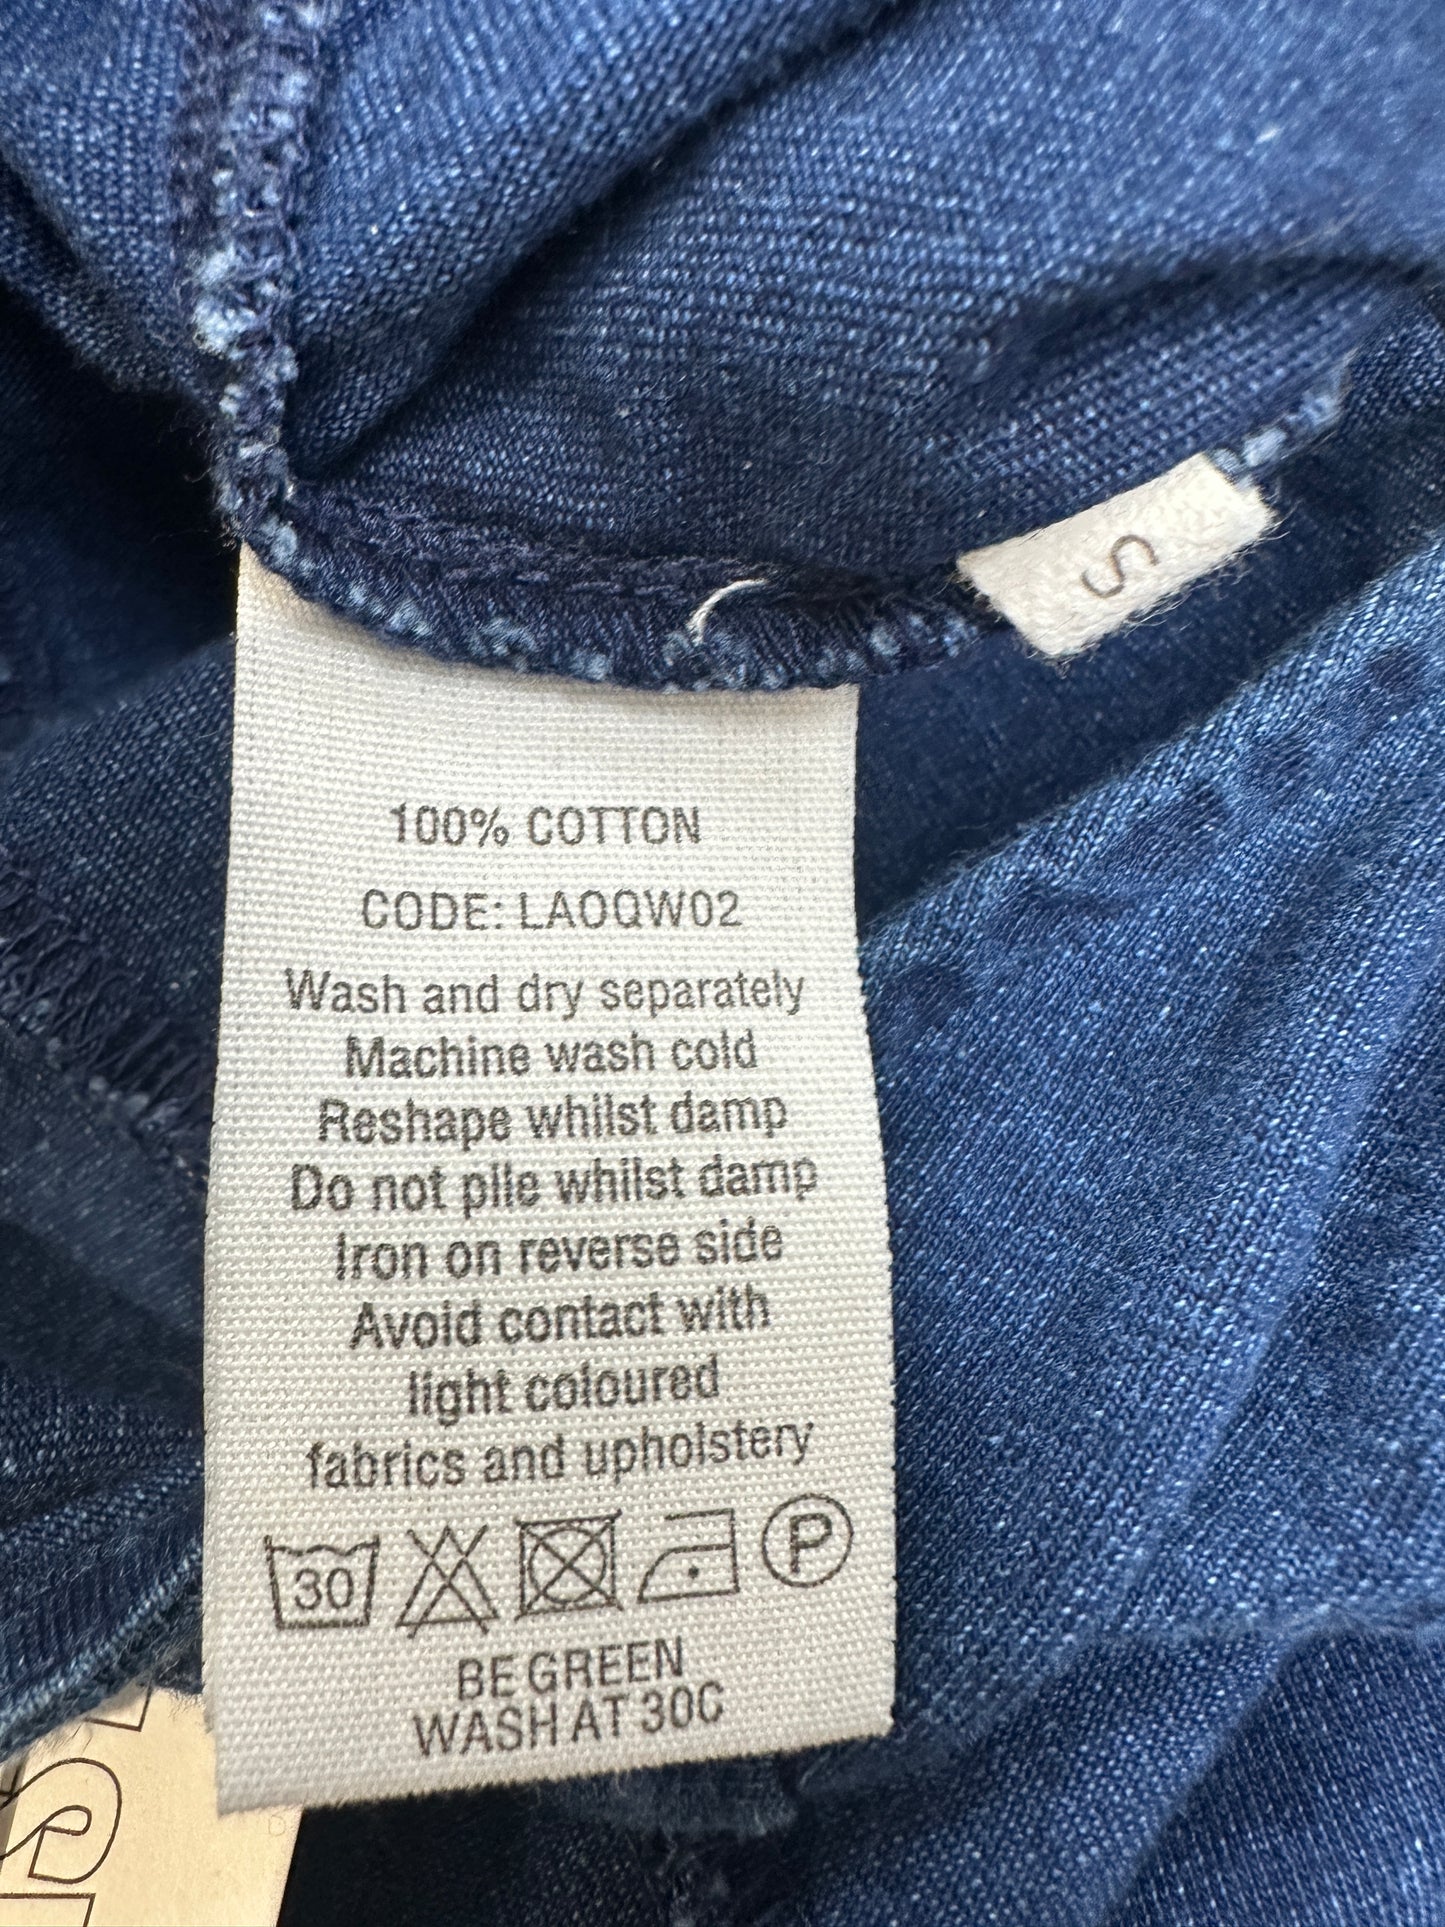 S
100% COTTON
CODE: LAOQW02
Wash and dry separately
Machine wash cold
Reshape whilst damp
Do not pile whilst damp
Iron on reverse side
Avoid contact with
light coloured
fabrics and upholstery
30 P
BE GREEN
WASH AT 30C